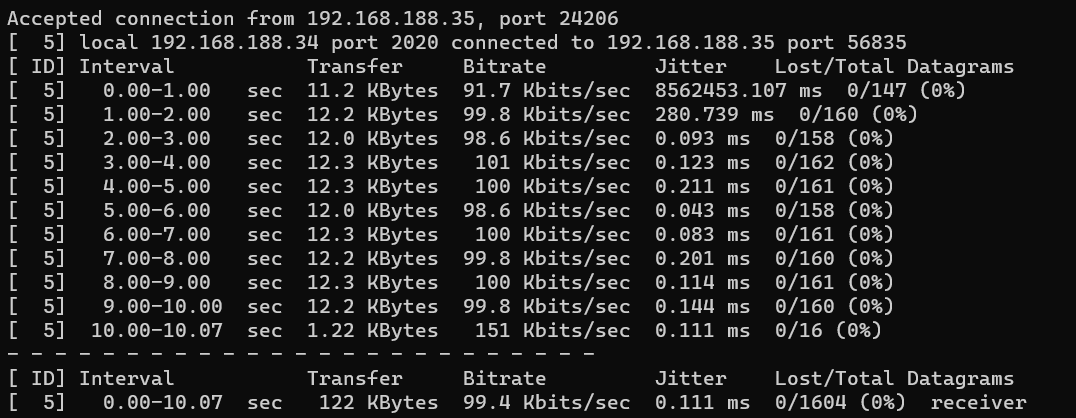 Accepted connection from 192.168.188.35, port 24206
[  5] local 192.168.188.34 port 2020 connected to 192.168.188.35 port 56835
[ ID] Interval           Transfer     Bitrate         Jitter    Lost/Total Datagrams
[  5]   0.00-1.00   sec  11.2 KBytes  91.7 Kbits/sec  8562453.107 ms  0/147 (0%)
[  5]   1.00-2.00   sec  12.2 KBytes  99.8 Kbits/sec  280.739 ms  0/160 (0%)
[  5]   2.00-3.00   sec  12.0 KBytes  98.6 Kbits/sec  0.093 ms  0/158 (0%)
[  5]   3.00-4.00   sec  12.3 KBytes   101 Kbits/sec  0.123 ms  0/162 (0%)
[  5]   4.00-5.00   sec  12.3 KBytes   100 Kbits/sec  0.211 ms  0/161 (0%)
[  5]   5.00-6.00   sec  12.0 KBytes  98.6 Kbits/sec  0.043 ms  0/158 (0%)
[  5]   6.00-7.00   sec  12.3 KBytes   100 Kbits/sec  0.083 ms  0/161 (0%)
[  5]   7.00-8.00   sec  12.2 KBytes  99.8 Kbits/sec  0.201 ms  0/160 (0%)
[  5]   8.00-9.00   sec  12.3 KBytes   100 Kbits/sec  0.114 ms  0/161 (0%)
[  5]   9.00-10.00  sec  12.2 KBytes  99.8 Kbits/sec  0.144 ms  0/160 (0%)
[  5]  10.00-10.07  sec  1.22 KBytes   151 Kbits/sec  0.111 ms  0/16 (0%)
- - - - - - - - - - - - - - - - - - - - - - - - -
[ ID] Interval           Transfer     Bitrate         Jitter    Lost/Total Datagrams
[  5]   0.00-10.07  sec   122 KBytes  99.4 Kbits/sec  0.111 ms  0/1604 (0%)  receiver